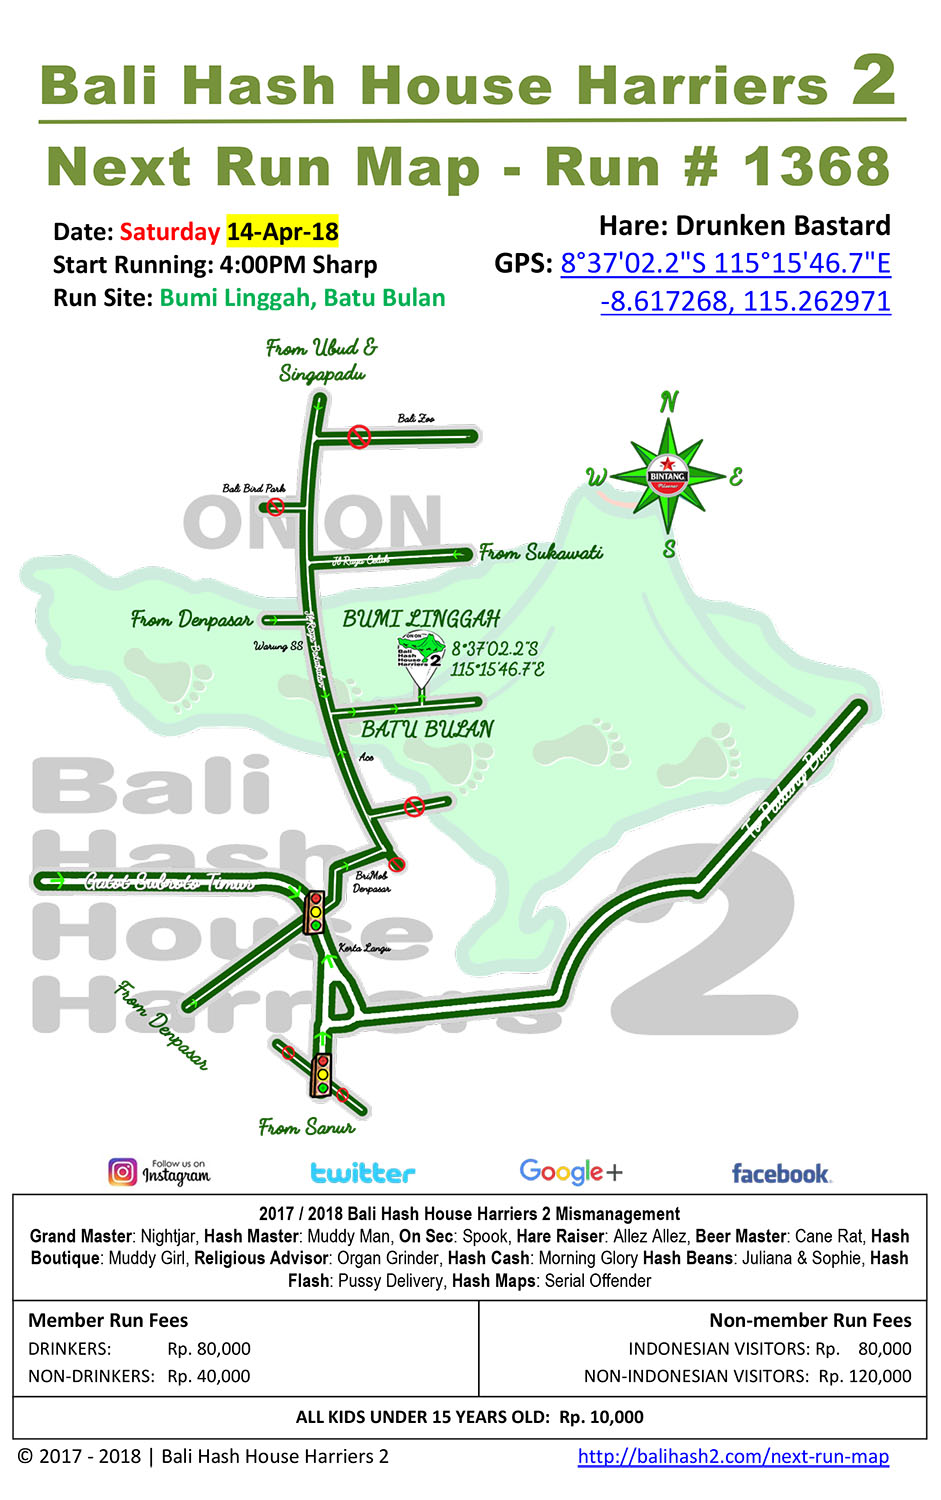 Bali Hash House Harriers 2
Next Run Map - Run # 1368
Date: Saturday 14-Apr-18
Start Running: 4:00PM Sharp
Run Site: Bumi Linggah, Batu Bulan
Hare: Drunken Bastard
GPS: 8°37'02.2"S 115°15'46.7"E
-8.617268, 115.262971
From Ubud &
Singapadu
Bali Zoo
N
W
E
S
BINTANG
Pilsener
Bali Bird Park
ON ON
Jl Raya Celuk
From Sukawati
From Denpasar
Warung SS
BUMI LINGGAH
ON ON
Bali
Hash
House
Harriers 2
8°37'02.2"S
115°15'46.7"E
BATU BULAN
Ace
To Padang Bai
Bali
Hash
House
Harriers 2
BriMob
Denpasar
Gatot Subroto Timur
Kerta Langu
From Denpasar
From Sanur
Follow us on
Instagram
twitter
Google+
facebook
2017 / 2018 Bali Hash House Harriers 2 Mismanagement
Grand Master: Nightjar, Hash Master: Muddy Man, On Sec: Spook, Hare Raiser: Allez Allez, Beer Master: Cane Rat, Hash
Boutique: Muddy Girl, Religious Advisor: Organ Grinder, Hash Cash: Morning Glory Hash Beans: Juliana & Sophie, Hash
Flash: Pussy Delivery, Hash Maps: Serial Offender
Member Run Fees
DRINKERS: Rp. 80,000
NON-DRINKERS: Rp. 40,000
Non-member Run Fees
INDONESIAN VISITORS: Rp. 80,000
NON-INDONESIAN VISITORS: Rp. 120,000
ALL KIDS UNDER 15 YEARS OLD: Rp. 10,000
© 2017 - 2018 | Bali Hash House Harriers 2
http://balihash2.com/next-run-map